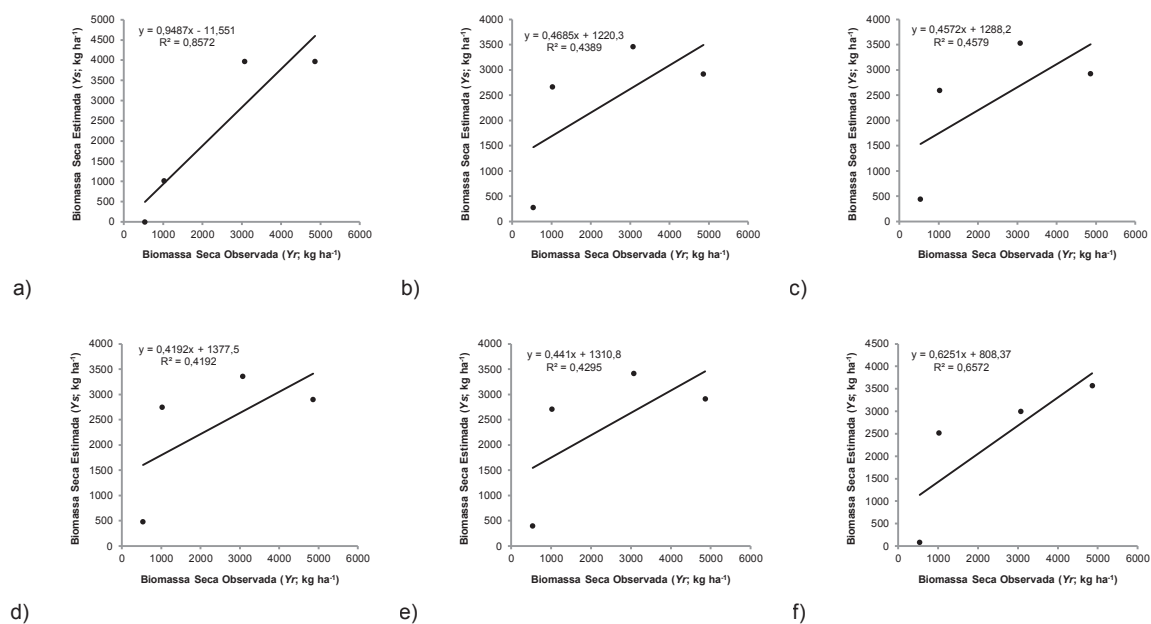 y = 0,9487x - 11,551
R² = 0,8572
Biomassa Seca Estimada (Ys; kg ha⁻¹)
5000
4500
4000
3500
3000
2500
2000
1500
1000
500
0
0 1000 2000 3000 4000 5000 6000
Biomassa Seca Observada (Yr; kg ha⁻¹)
a)
y = 0,4685x + 1220,3
R² = 0,4389
Biomassa Seca Estimada (Ys; kg ha⁻¹)
4000
3500
3000
2500
2000
1500
1000
500
0
0 1000 2000 3000 4000 5000 6000
Biomassa Seca Observada (Yr; kg ha⁻¹)
b)
y = 0,4572x + 1288,2
R² = 0,4579
Biomassa Seca Estimada (Ys; kg ha⁻¹)
4000
3500
3000
2500
2000
1500
1000
500
0
0 1000 2000 3000 4000 5000 6000
Biomassa Seca Observada (Yr; kg ha⁻¹)
c)
y = 0,4192x + 1377,5
R² = 0,4192
Biomassa Seca Estimada (Ys; kg ha⁻¹)
4000
3500
3000
2500
2000
1500
1000
500
0
0 1000 2000 3000 4000 5000 6000
Biomassa Seca Observada (Yr; kg ha⁻¹)
d)
y = 0,441x + 1310,8
R² = 0,4295
Biomassa Seca Estimada (Ys; kg ha⁻¹)
4000
3500
3000
2500
2000
1500
1000
500
0
0 1000 2000 3000 4000 5000 6000
Biomassa Seca Observada (Yr; kg ha⁻¹)
e)
y = 0,6251x + 808,37
R² = 0,6572
Biomassa Seca Estimada (Ys; kg ha⁻¹)
4500
4000
3500
3000
2500
2000
1500
1000
500
0
0 1000 2000 3000 4000 5000 6000
Biomassa Seca Observada (Yr; kg ha⁻¹)
f)